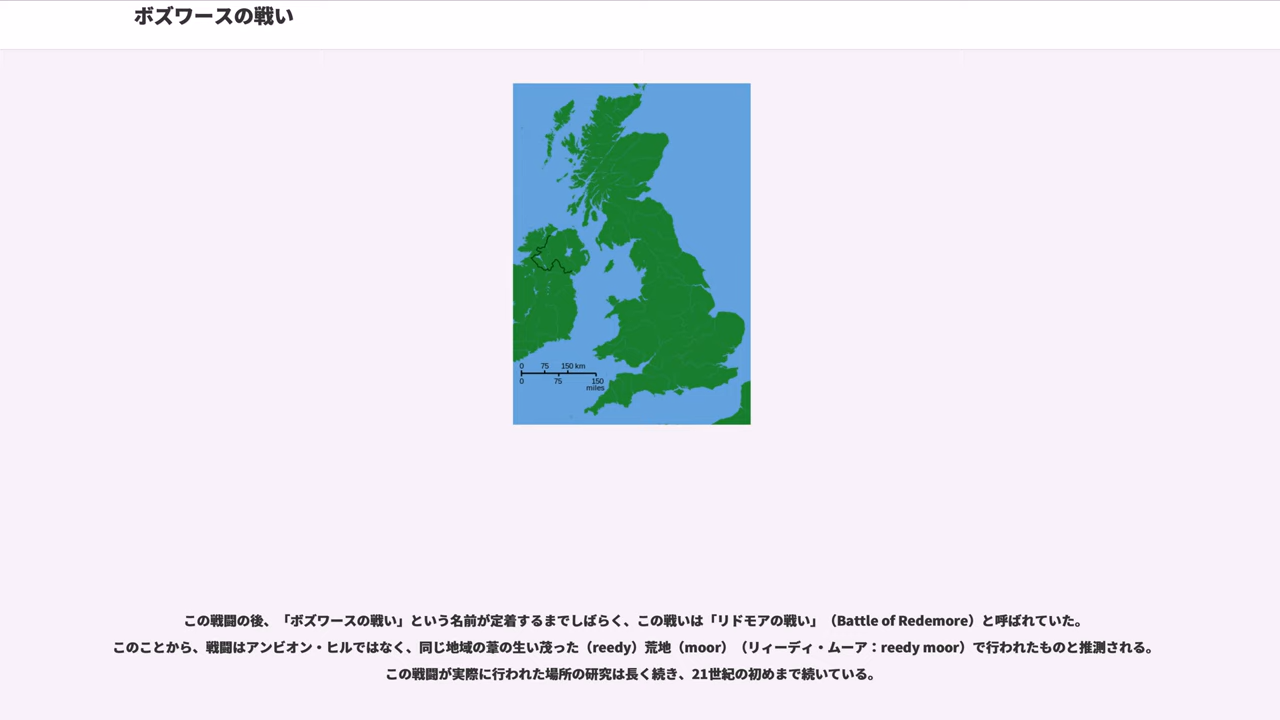 ボズワースの戦い
0 75 150 km
0 75 150
miles
この戦闘の後、「ボズワースの戦い」という名前が定着するまでしばらく、この戦いは「リドモアの戦い」（Battle of Redemore）と呼ばれていた。
このことから、戦闘はアンビオン・ヒルではなく、同じ地域の葦の生い茂った（reedy）荒地（moor）（リィーディ・ムーア：reedy moor）で行われたものと推測される。
この戦闘が実際に行われた場所の研究は長く続き、21世紀の初めまで続いている。